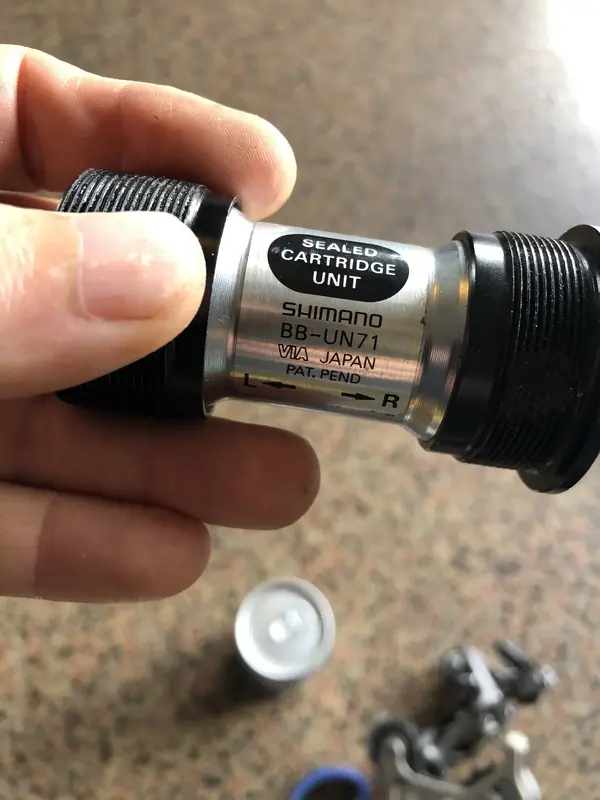 SEALED
CARTRIDGE
UNIT
SHIMANO
BB-UN71
VIA JAPAN
PAT. PEND
L R